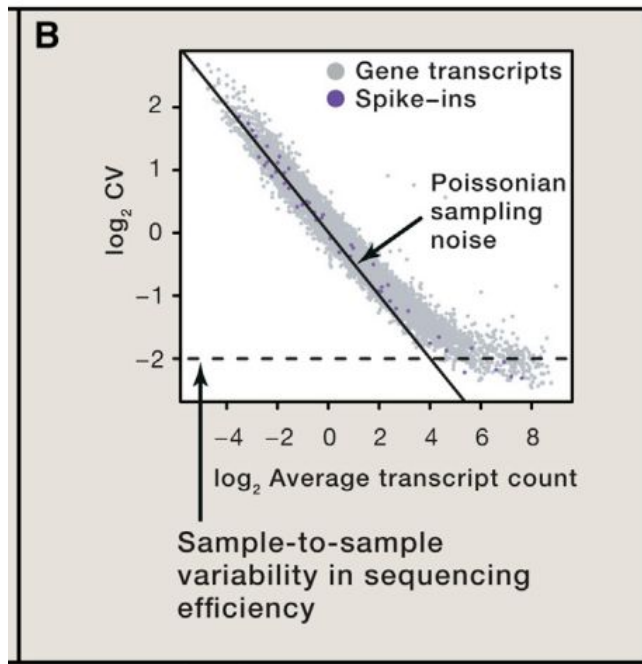 B
Gene transcripts
Spike–ins
Poissonian
sampling
noise
log₂ CV
2
1
0
−1
−2
−4 −2 0 2 4 6 8
log₂ Average transcript count
Sample-to-sample
variability in sequencing
efficiency